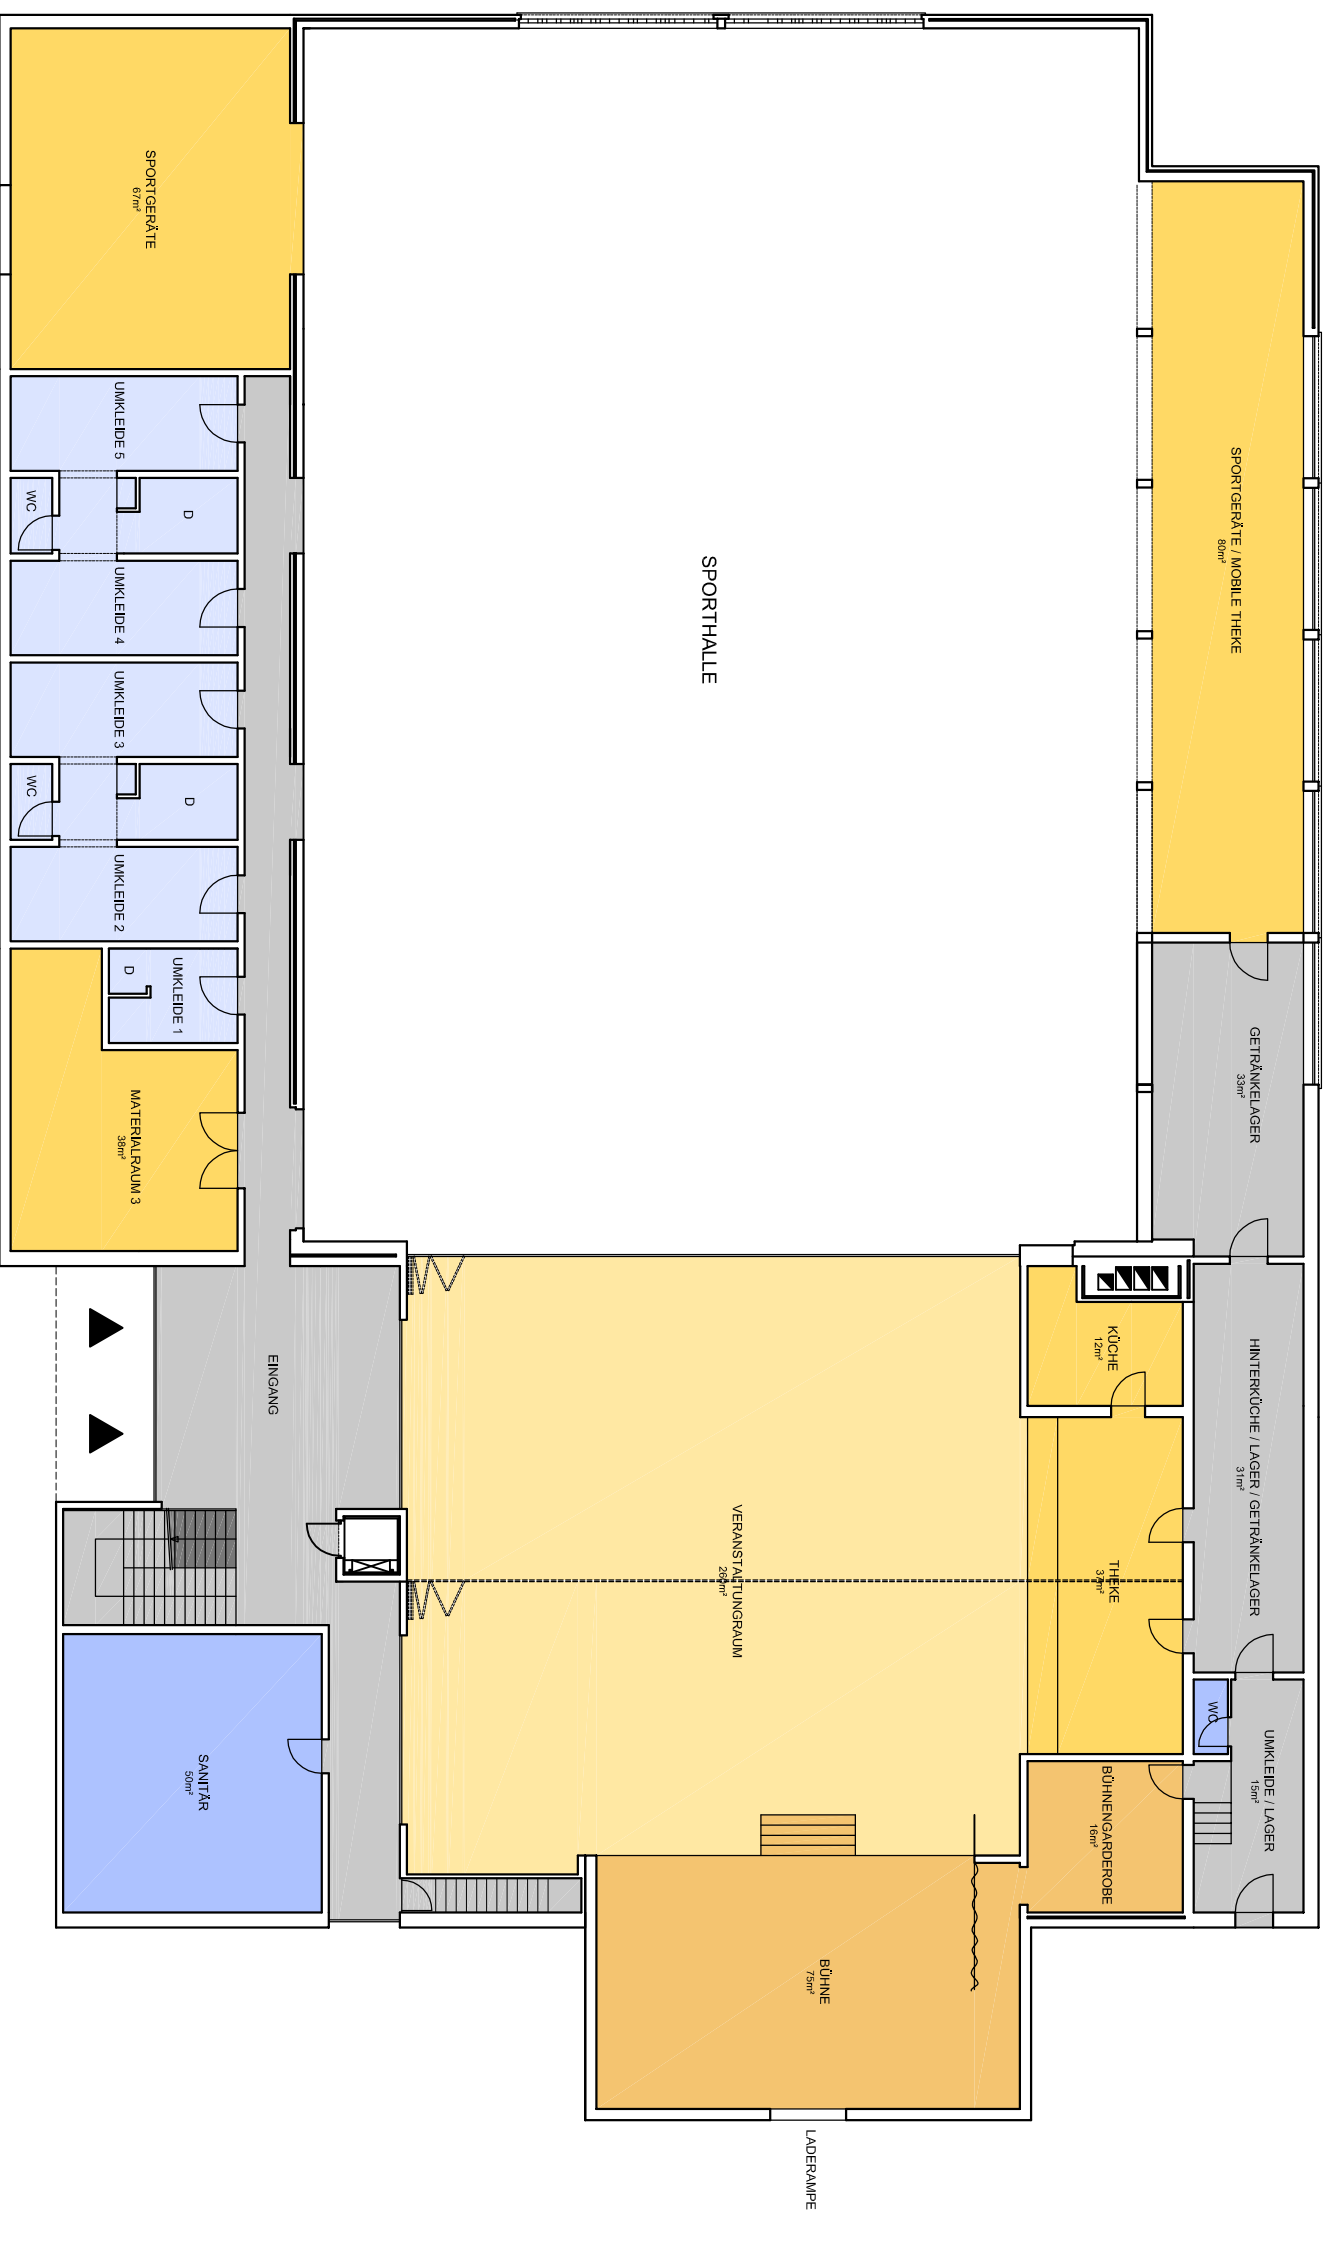 SPORTGERÄTE
67m²
UMKLEIDE 5
WC
D
UMKLEIDE 4
UMKLEIDE 3
WC
D
UMKLEIDE 2
UMKLEIDE 1
D
MATERIALRAUM 3
38m²
SPORTHALLE
SPORTGERÄTE / MOBILE THEKE
80m²
GETRÄNKELAGER
33m²
HINTERKÜCHE / LAGER / GETRÄNKELAGER
31m²
KÜCHE
12m²
THEKE
37m²
EINGANG
VERANSTALTUNGRAUM
260m²
WC
UMKLEIDE / LAGER
15m²
BÜHNENGARDEROBE
16m²
SANITÄR
50m²
BÜHNE
75m²
LADERAMPE